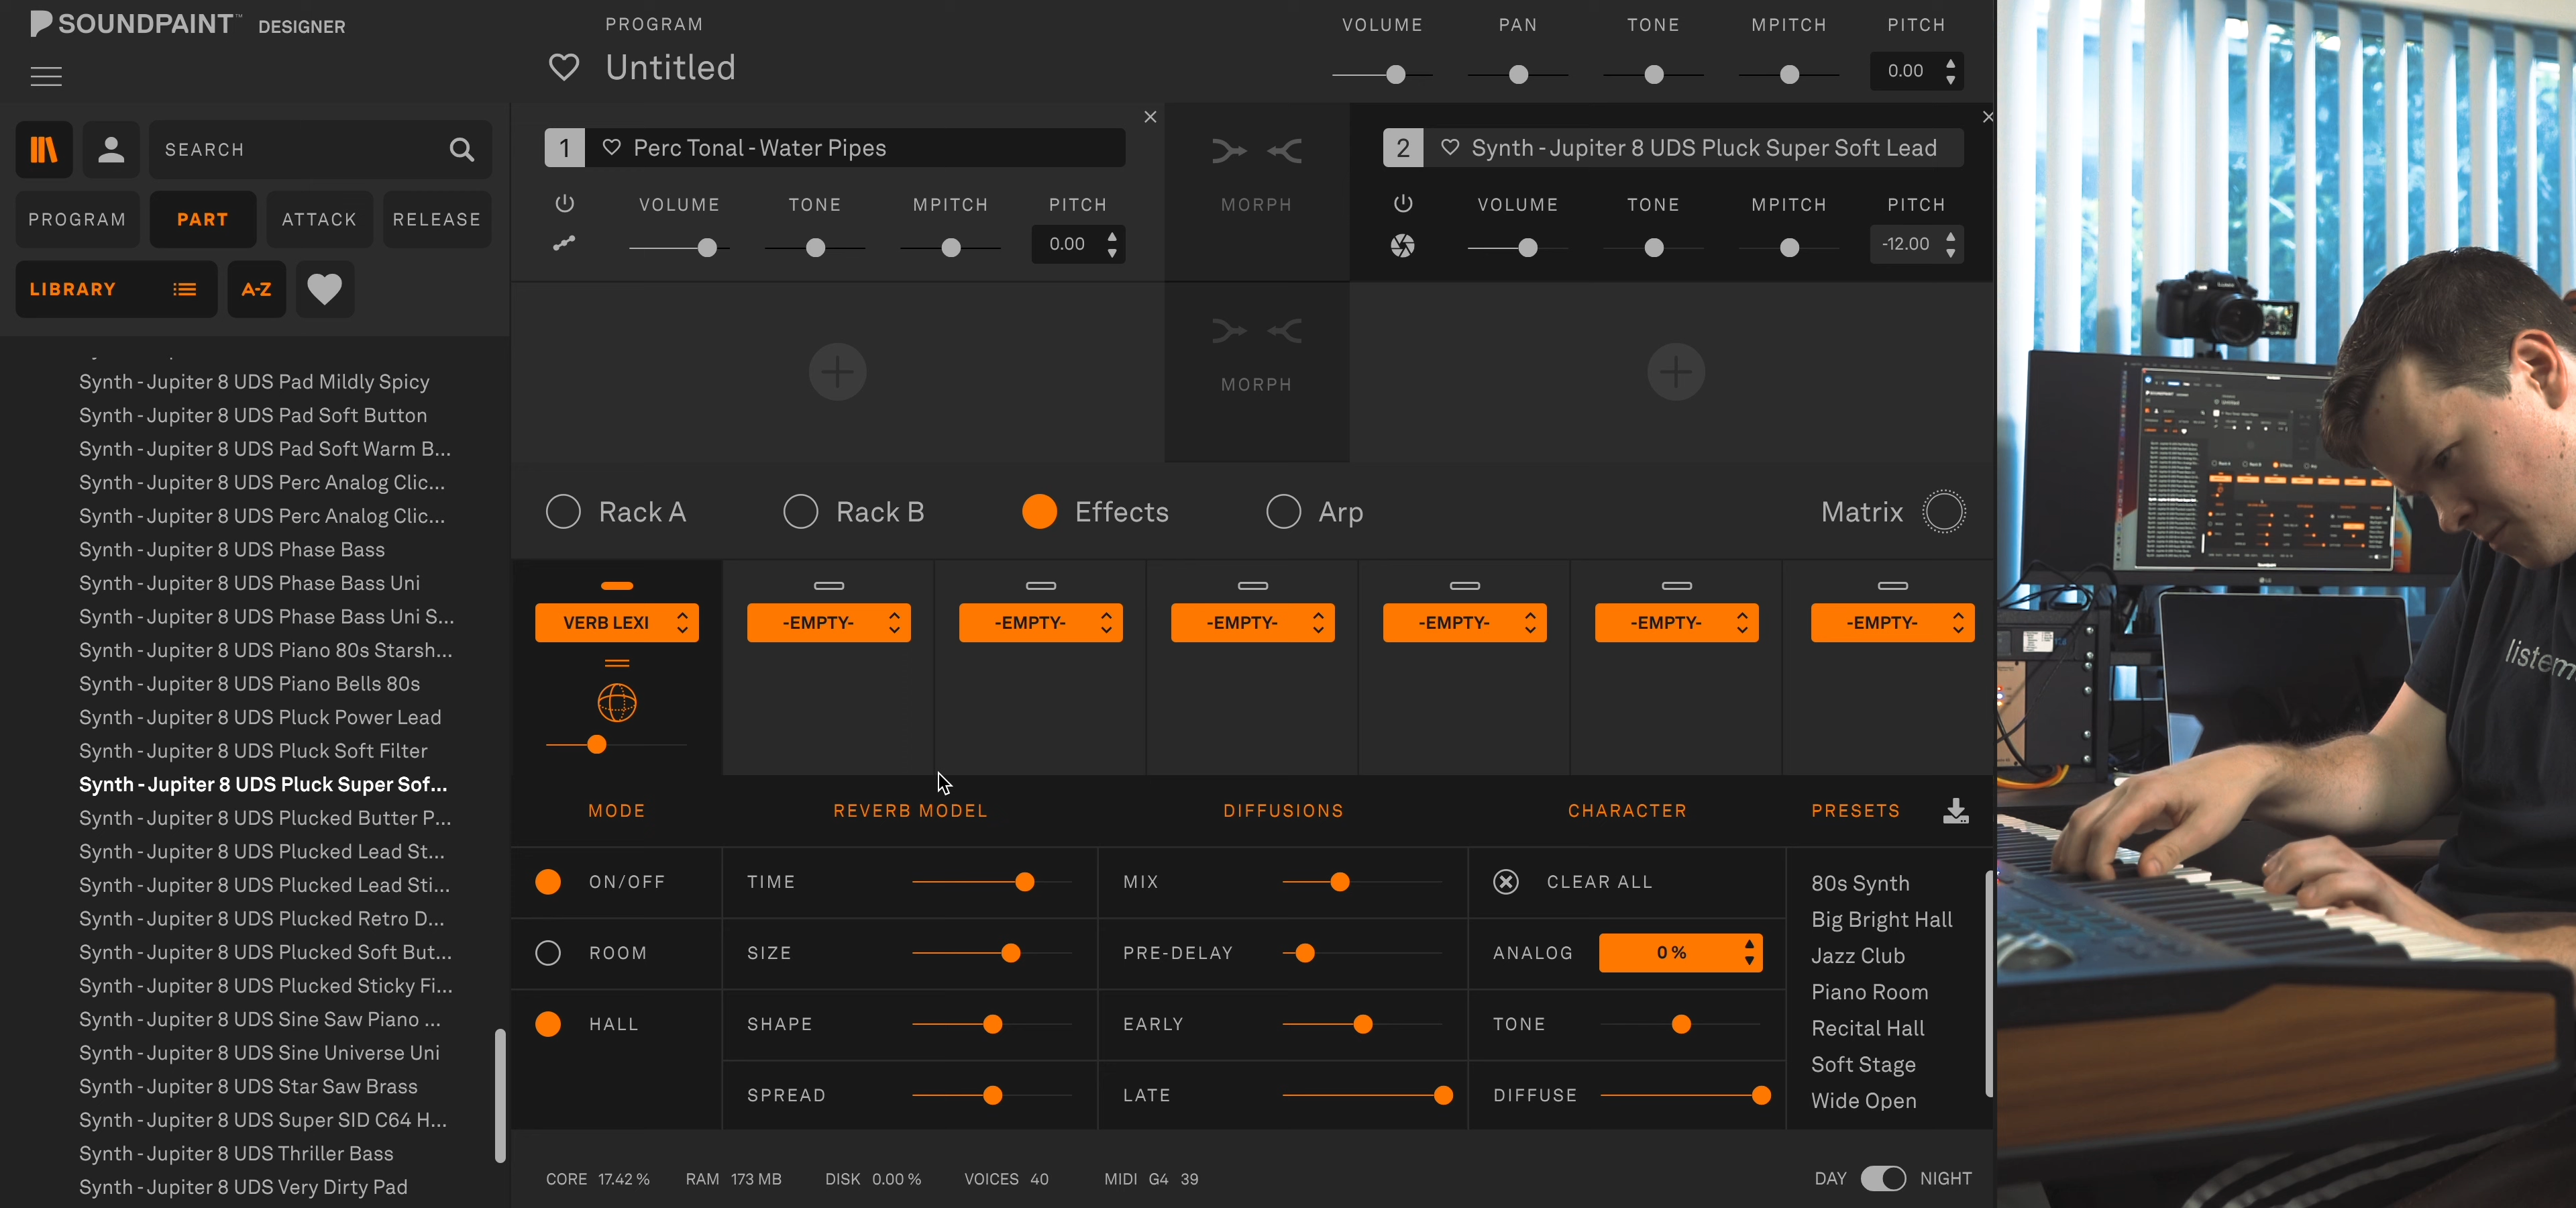 SOUNDPAINT™ DESIGNER
PROGRAM
Untitled
VOLUME PAN TONE MPITCH PITCH
0.00
SEARCH
PROGRAM PART ATTACK RELEASE
LIBRARY A-Z
1 Perc Tonal - Water Pipes
VOLUME TONE MPITCH PITCH
0.00
MORPH
2 Synth - Jupiter 8 UDS Pluck Super Soft Lead
VOLUME TONE MPITCH PITCH
-12.00
MORPH
Synth - Jupiter 8 UDS Pad Mildly Spicy
Synth - Jupiter 8 UDS Pad Soft Button
Synth - Jupiter 8 UDS Pad Soft Warm B...
Synth - Jupiter 8 UDS Perc Analog Clic...
Synth - Jupiter 8 UDS Perc Analog Clic...
Synth - Jupiter 8 UDS Phase Bass
Synth - Jupiter 8 UDS Phase Bass Uni
Synth - Jupiter 8 UDS Phase Bass Uni S...
Synth - Jupiter 8 UDS Piano 80s Starsh...
Synth - Jupiter 8 UDS Piano Bells 80s
Synth - Jupiter 8 UDS Pluck Power Lead
Synth - Jupiter 8 UDS Pluck Soft Filter
Synth - Jupiter 8 UDS Pluck Super Sof...
Synth - Jupiter 8 UDS Plucked Butter P...
Synth - Jupiter 8 UDS Plucked Lead St...
Synth - Jupiter 8 UDS Plucked Lead Sti...
Synth - Jupiter 8 UDS Plucked Retro D...
Synth - Jupiter 8 UDS Plucked Soft But...
Synth - Jupiter 8 UDS Plucked Sticky Fi...
Synth - Jupiter 8 UDS Sine Saw Piano ...
Synth - Jupiter 8 UDS Sine Universe Uni
Synth - Jupiter 8 UDS Star Saw Brass
Synth - Jupiter 8 UDS Super SID C64 H...
Synth - Jupiter 8 UDS Thriller Bass
Synth - Jupiter 8 UDS Very Dirty Pad
Rack A Rack B Effects Arp Matrix
VERB LEXI -EMPTY- -EMPTY- -EMPTY- -EMPTY- -EMPTY- -EMPTY-
MODE REVERB MODEL DIFFUSIONS CHARACTER PRESETS
ON/OFF TIME MIX CLEAR ALL
ROOM SIZE PRE-DELAY ANALOG 0 %
HALL SHAPE EARLY TONE
SPREAD LATE DIFFUSE
80s Synth
Big Bright Hall
Jazz Club
Piano Room
Recital Hall
Soft Stage
Wide Open
CORE 17.42 % RAM 173 MB DISK 0.00 % VOICES 40 MIDI G4 39
DAY NIGHT
listem